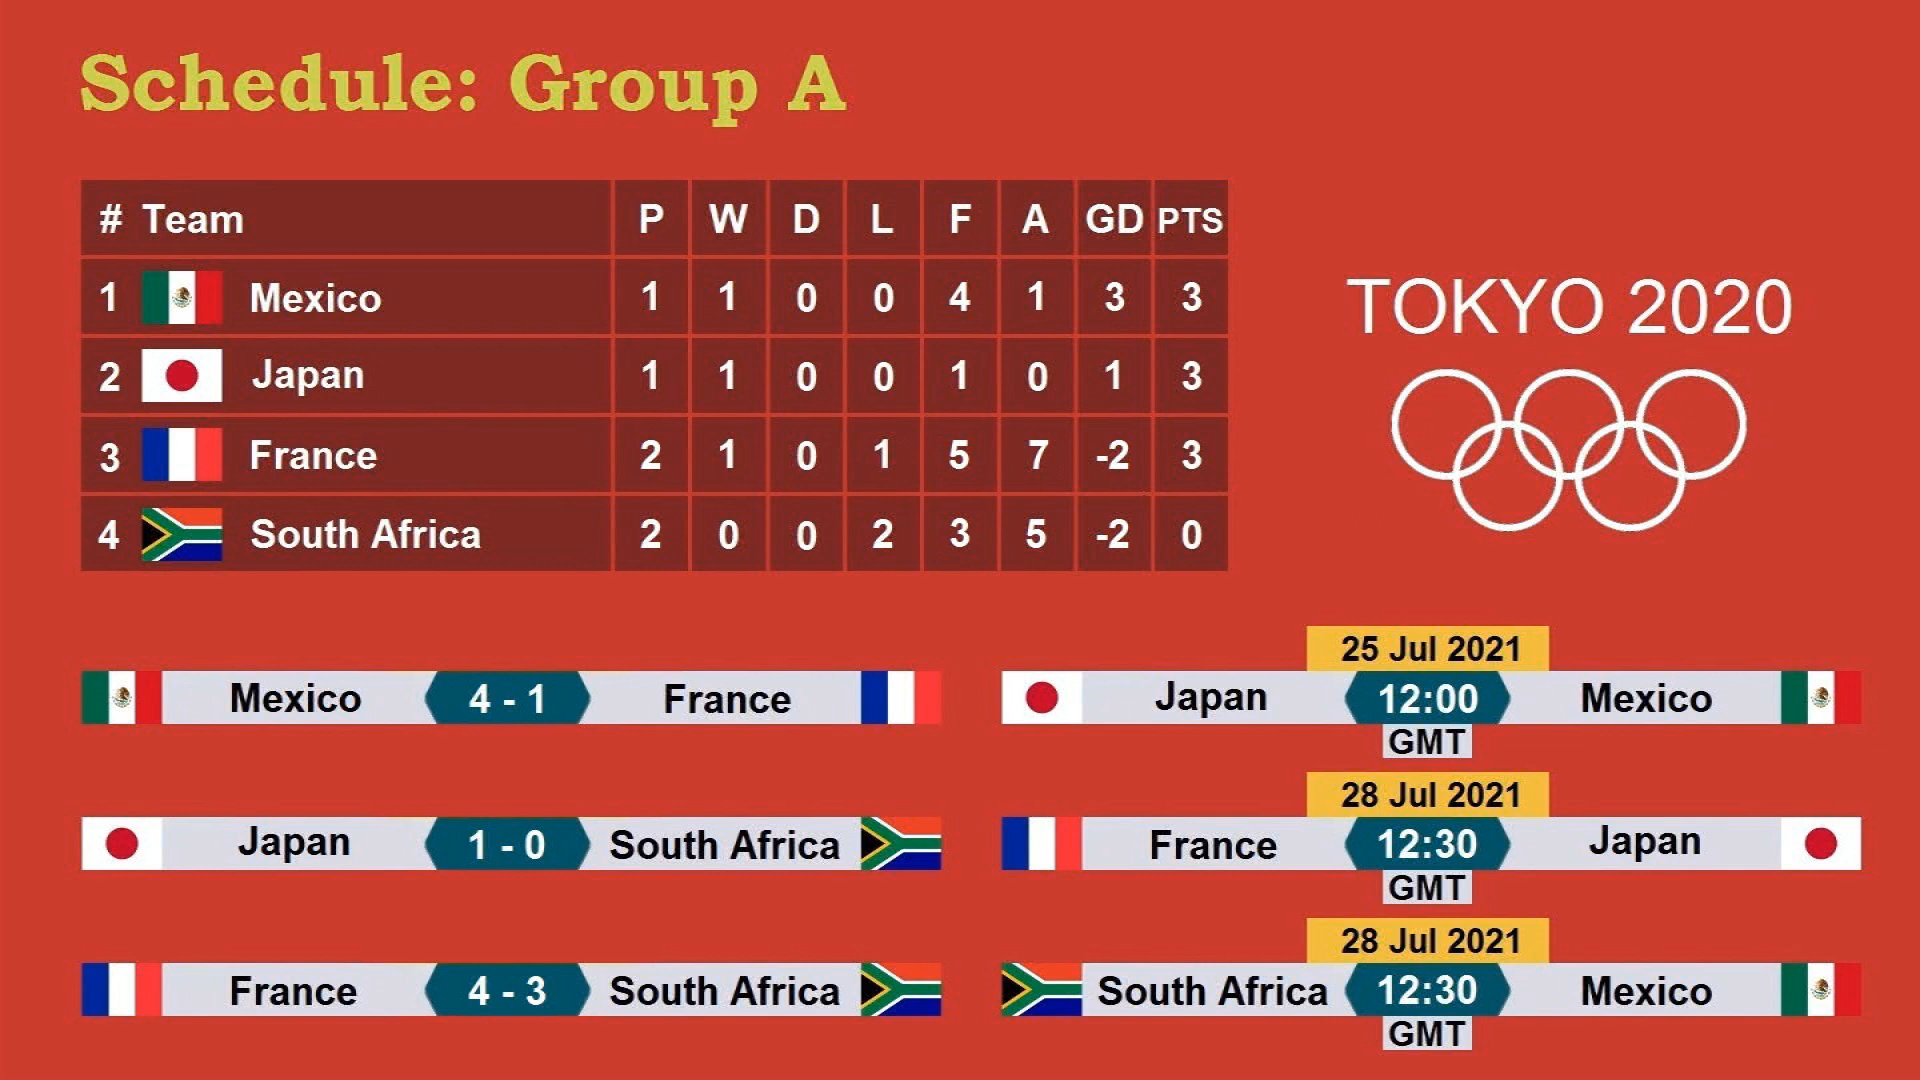 Schedule: Group A
# Team P W D L F A GD PTS
1 Mexico 1 1 0 0 4 1 3 3
2 Japan 1 1 0 0 1 0 1 3
3 France 2 1 0 1 5 7 -2 3
4 South Africa 2 0 0 2 3 5 -2 0
TOKYO 2020
Mexico 4 - 1 France
Japan 1 - 0 South Africa
France 4 - 3 South Africa
25 Jul 2021
Japan 12:00 Mexico
GMT
28 Jul 2021
France 12:30 Japan
GMT
28 Jul 2021
South Africa 12:30 Mexico
GMT